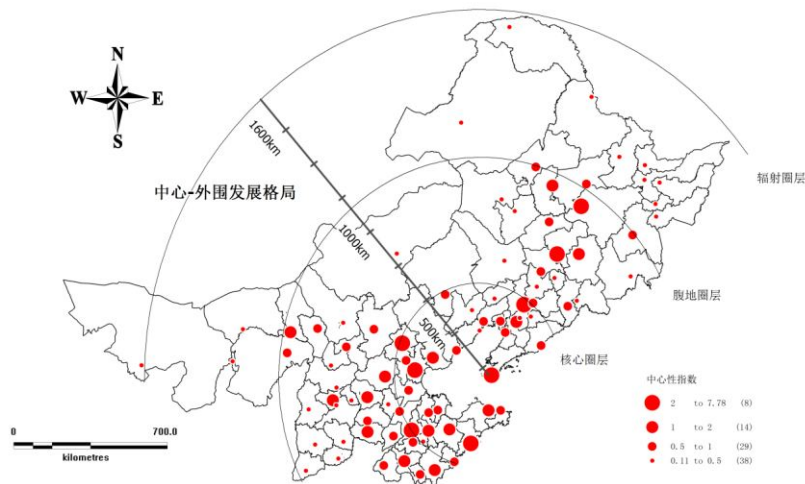 N
W E
S
1600km
中心-外围发展格局
1000km
500km
辐射圈层
腹地圈层
核心圈层
中心性指数
2 to 7.78 (8)
1 to 2 (14)
0.5 to 1 (29)
0.11 to 0.5 (38)
0 700.0
kilometres